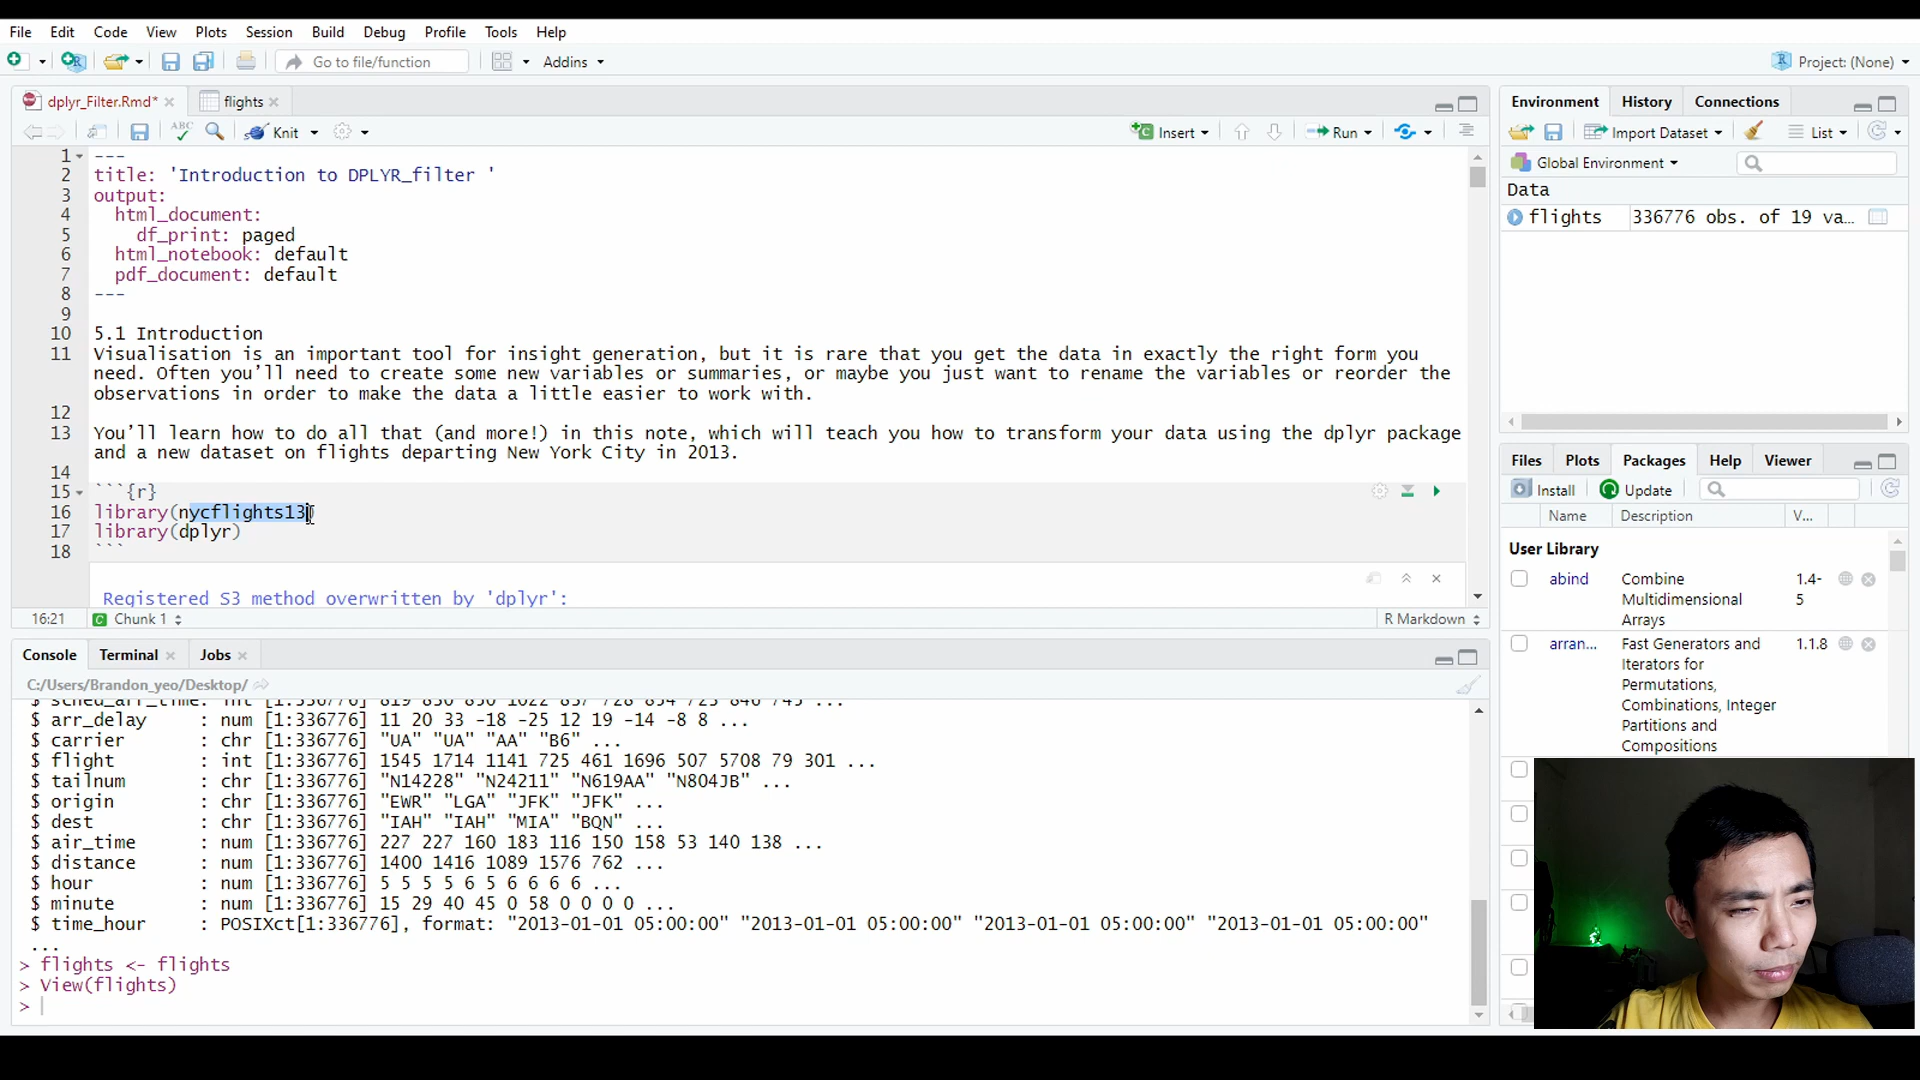 File Edit Code View Plots Session Build Debug Profile Tools Help
Go to file/function Addins Project: (None)
dplyr_Filter.Rmd* flights
ABC Knit Insert Run
1 ---
2 title: 'Introduction to DPLYR_filter '
3 output:
4 html_document:
5 df_print: paged
6 html_notebook: default
7 pdf_document: default
8 ---
9
10 5.1 Introduction
11 Visualisation is an important tool for insight generation, but it is rare that you get the data in exactly the right form you
need. Often you’ll need to create some new variables or summaries, or maybe you just want to rename the variables or reorder the
observations in order to make the data a little easier to work with.
12
13 You’ll learn how to do all that (and more!) in this note, which will teach you how to transform your data using the dplyr package
and a new dataset on flights departing New York City in 2013.
14
15 ```{r}
16 library(nycflights13)
17 library(dplyr)
18 ```
Registered S3 method overwritten by 'dplyr':
16:21 Chunk 1 R Markdown
Console Terminal Jobs
C:/Users/Brandon_yeo/Desktop/
$ arr_delay : num [1:336776] 11 20 33 -18 -25 12 19 -14 -8 8 ...
$ carrier : chr [1:336776] "UA" "UA" "AA" "B6" ...
$ flight : int [1:336776] 1545 1714 1141 725 461 1696 507 5708 79 301 ...
$ tailnum : chr [1:336776] "N14228" "N24211" "N619AA" "N804JB" ...
$ origin : chr [1:336776] "EWR" "LGA" "JFK" "JFK" ...
$ dest : chr [1:336776] "IAH" "IAH" "MIA" "BQN" ...
$ air_time : num [1:336776] 227 227 160 183 116 150 158 53 140 138 ...
$ distance : num [1:336776] 1400 1416 1089 1576 762 ...
$ hour : num [1:336776] 5 5 5 5 6 5 6 6 6 6 ...
$ minute : num [1:336776] 15 29 40 45 0 58 0 0 0 0 ...
$ time_hour : POSIXct[1:336776], format: "2013-01-01 05:00:00" "2013-01-01 05:00:00" "2013-01-01 05:00:00" "2013-01-01 05:00:00"
...
> flights <- flights
> View(flights)
>
Environment History Connections
Import Dataset List
Global Environment
Data
flights 336776 obs. of 19 va...
Files Plots Packages Help Viewer
Install Update
Name Description V...
User Library
abind Combine 1.4-
Multidimensional 5
Arrays
arran... Fast Generators and 1.1.8
Iterators for
Permutations,
Combinations, Integer
Partitions and
Compositions